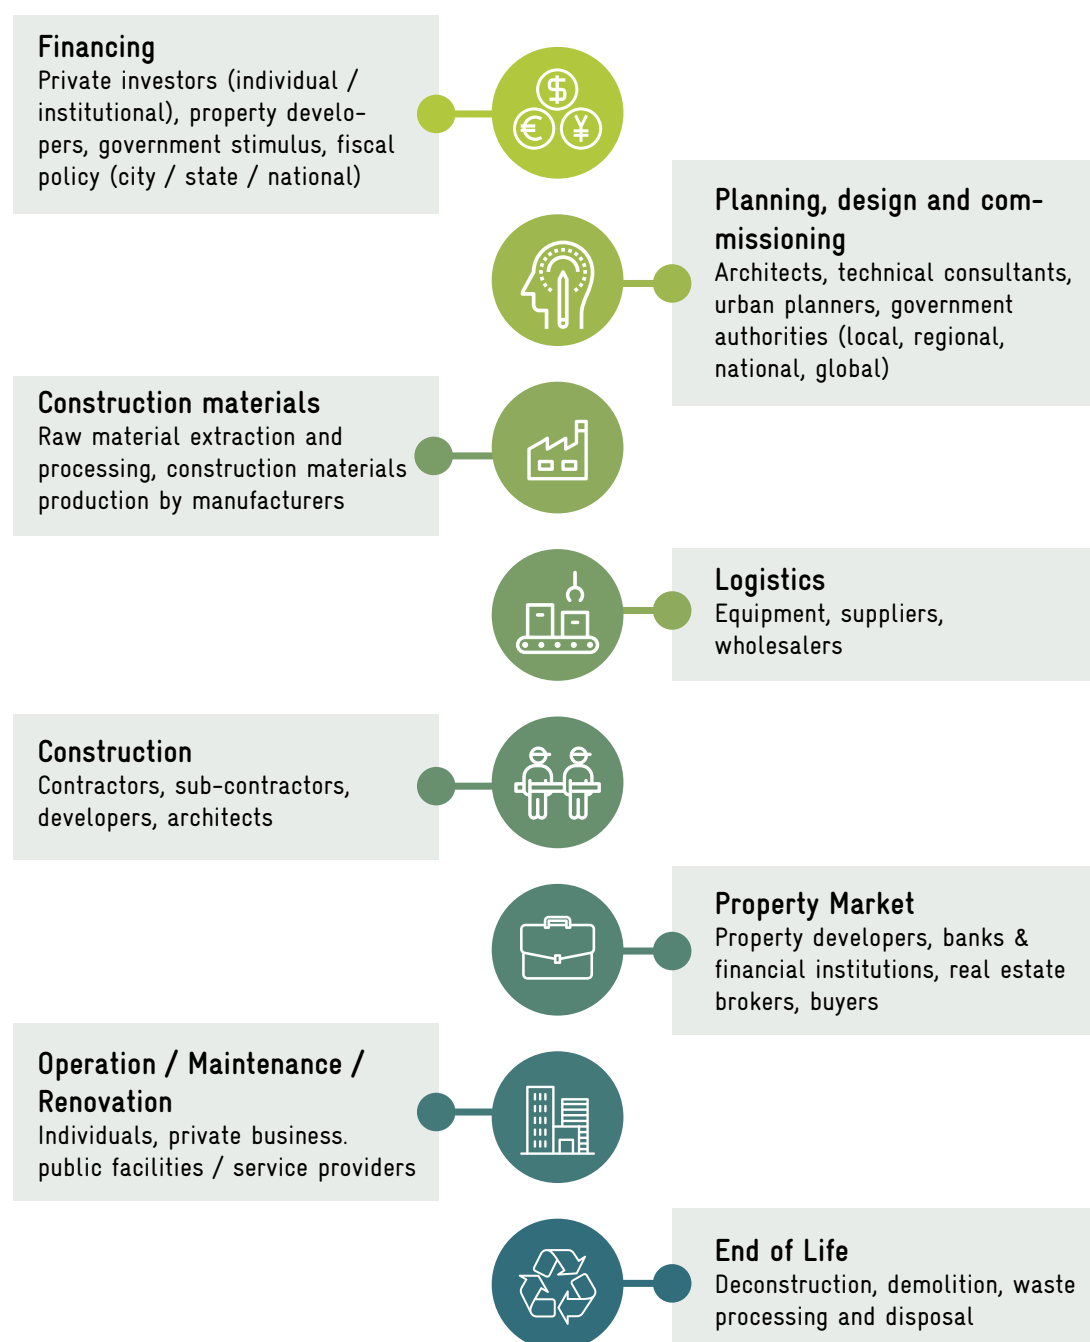 Financing
Private investors (individual /
institutional), property develo-
pers, government stimulus, fiscal
policy (city / state / national)
$
€
¥
Planning, design and com-
missioning
Architects, technical consultants,
urban planners, government
authorities (local, regional,
national, global)
Construction materials
Raw material extraction and
processing, construction materials
production by manufacturers
Logistics
Equipment, suppliers,
wholesalers
Construction
Contractors, sub-contractors,
developers, architects
Property Market
Property developers, banks &
financial institutions, real estate
brokers, buyers
Operation / Maintenance /
Renovation
Individuals, private business.
public facilities / service providers
End of Life
Deconstruction, demolition, waste
processing and disposal